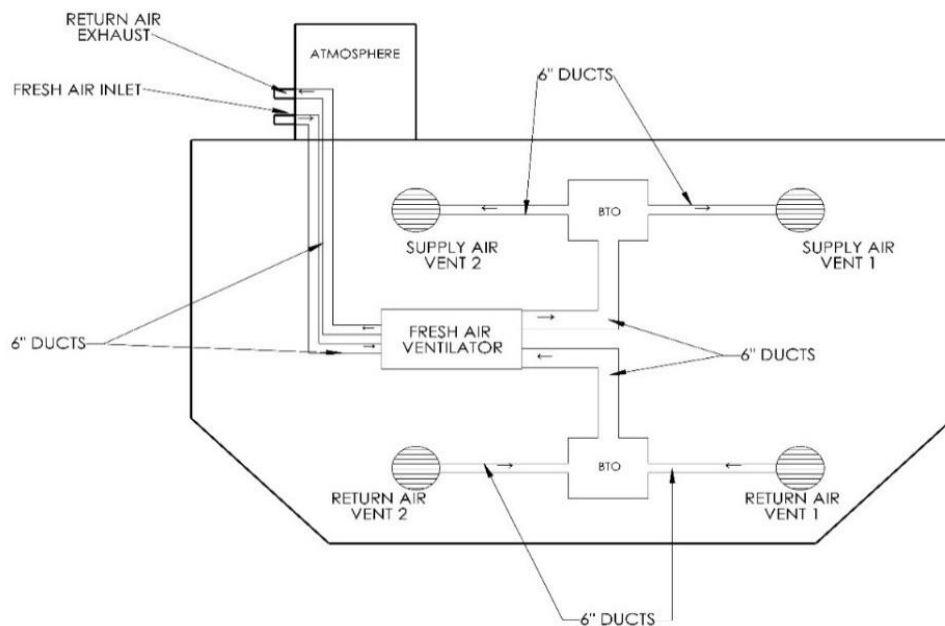 RETURN AIR
EXHAUST
ATMOSPHERE
FRESH AIR INLET
6" DUCTS
BTO
SUPPLY AIR
VENT 2
SUPPLY AIR
VENT 1
FRESH AIR
VENTILATOR
6" DUCTS
6" DUCTS
BTO
RETURN AIR
VENT 2
RETURN AIR
VENT 1
6" DUCTS